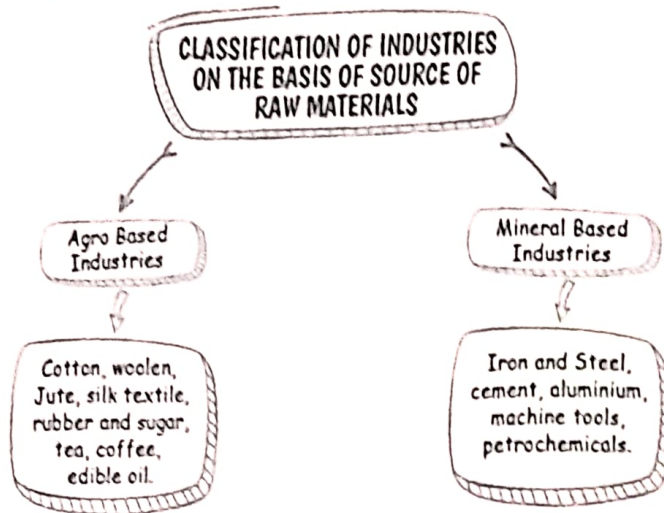 CLASSIFICATION OF INDUSTRIES
ON THE BASIS OF SOURCE OF
RAW MATERIALS
Agro Based
Industries
Mineral Based
Industries
Cotton, woolen,
Jute, silk textile,
rubber and sugar,
tea, coffee,
edible oil.
Iron and Steel,
cement, aluminium,
machine tools,
petrochemicals.